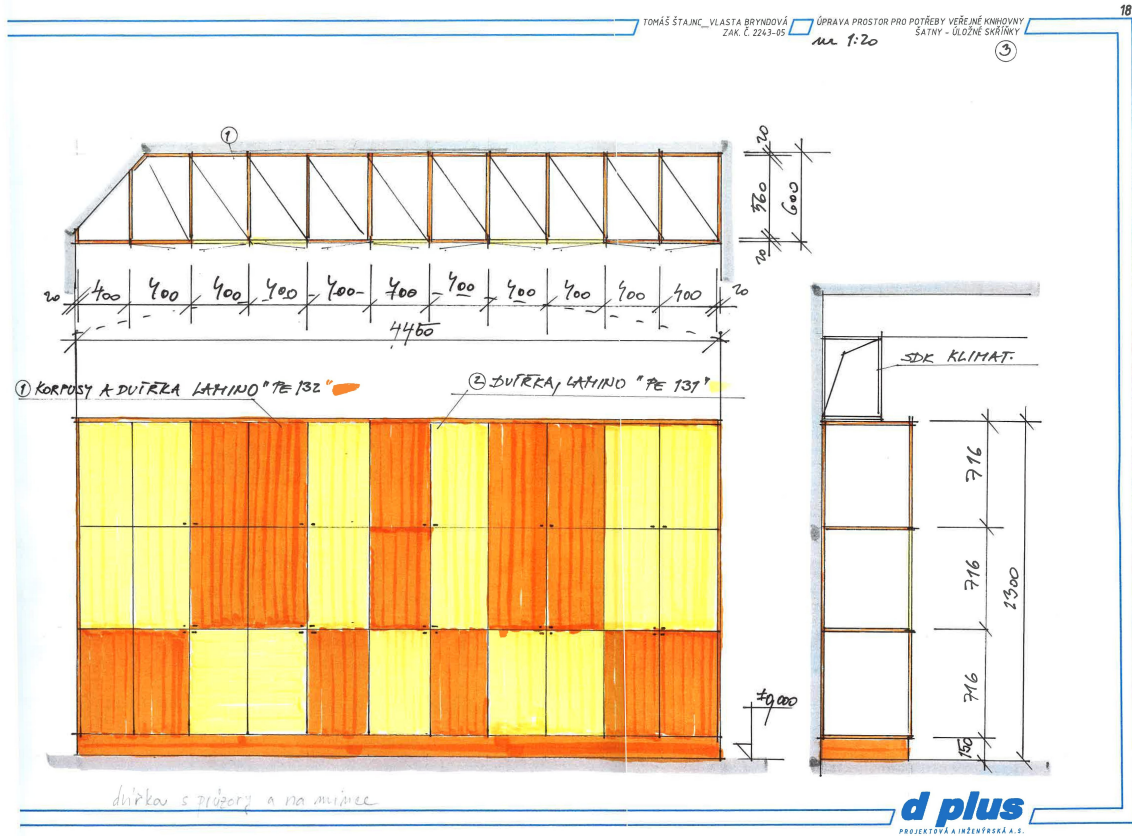 18
TOMÁŠ ŠTAJNC_VLASTA BRYNDOVÁ
ZAK. Č. 2243-05
ÚPRAVA PROSTOR PRO POTŘEBY VEŘEJNÉ KNIHOVNY
ŠATNY - ÚLOŽNÉ SKŘÍŇKY
1:20
3
1
20
560
600
20
20 400 400 400 400 400 400 400 400 400 400 400 20
4450
SDK KLIMAT.
1 KORPUSY A DVÍŘKA LAMINO "PE 132"
2 DVÍŘKA, LAMINO "PE 131"
716
716
2300
716
150
±0,000
dvířkou s průzory a na mince
d plus
PROJEKTOVÁ A INŽENÝRSKÁ A.S.